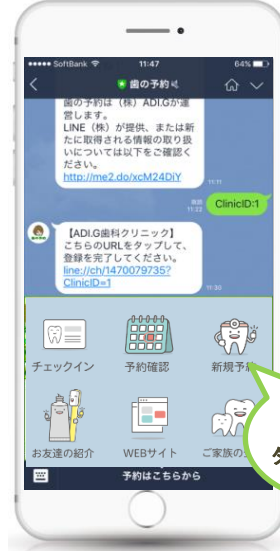 SoftBank 11:47 64%
歯の予約
歯の予約は（株）ADI.Gが運
営します。
LINE（株）が提供、または新
たに取得される情報の取り扱
いについては以下をご確認く
ださい。
http://me2.do/xcM24DiY
11:11
既読
11:22
ClinicID:1
【ADI.G歯科クリニック】
こちらのURLをタップして、
登録を完了してください。
line://ch/1470079735?
ClinicID=1
11:30
チェックイン 予約確認 新規予約
お友達の紹介 WEBサイト ご家族の
予約はこちらから